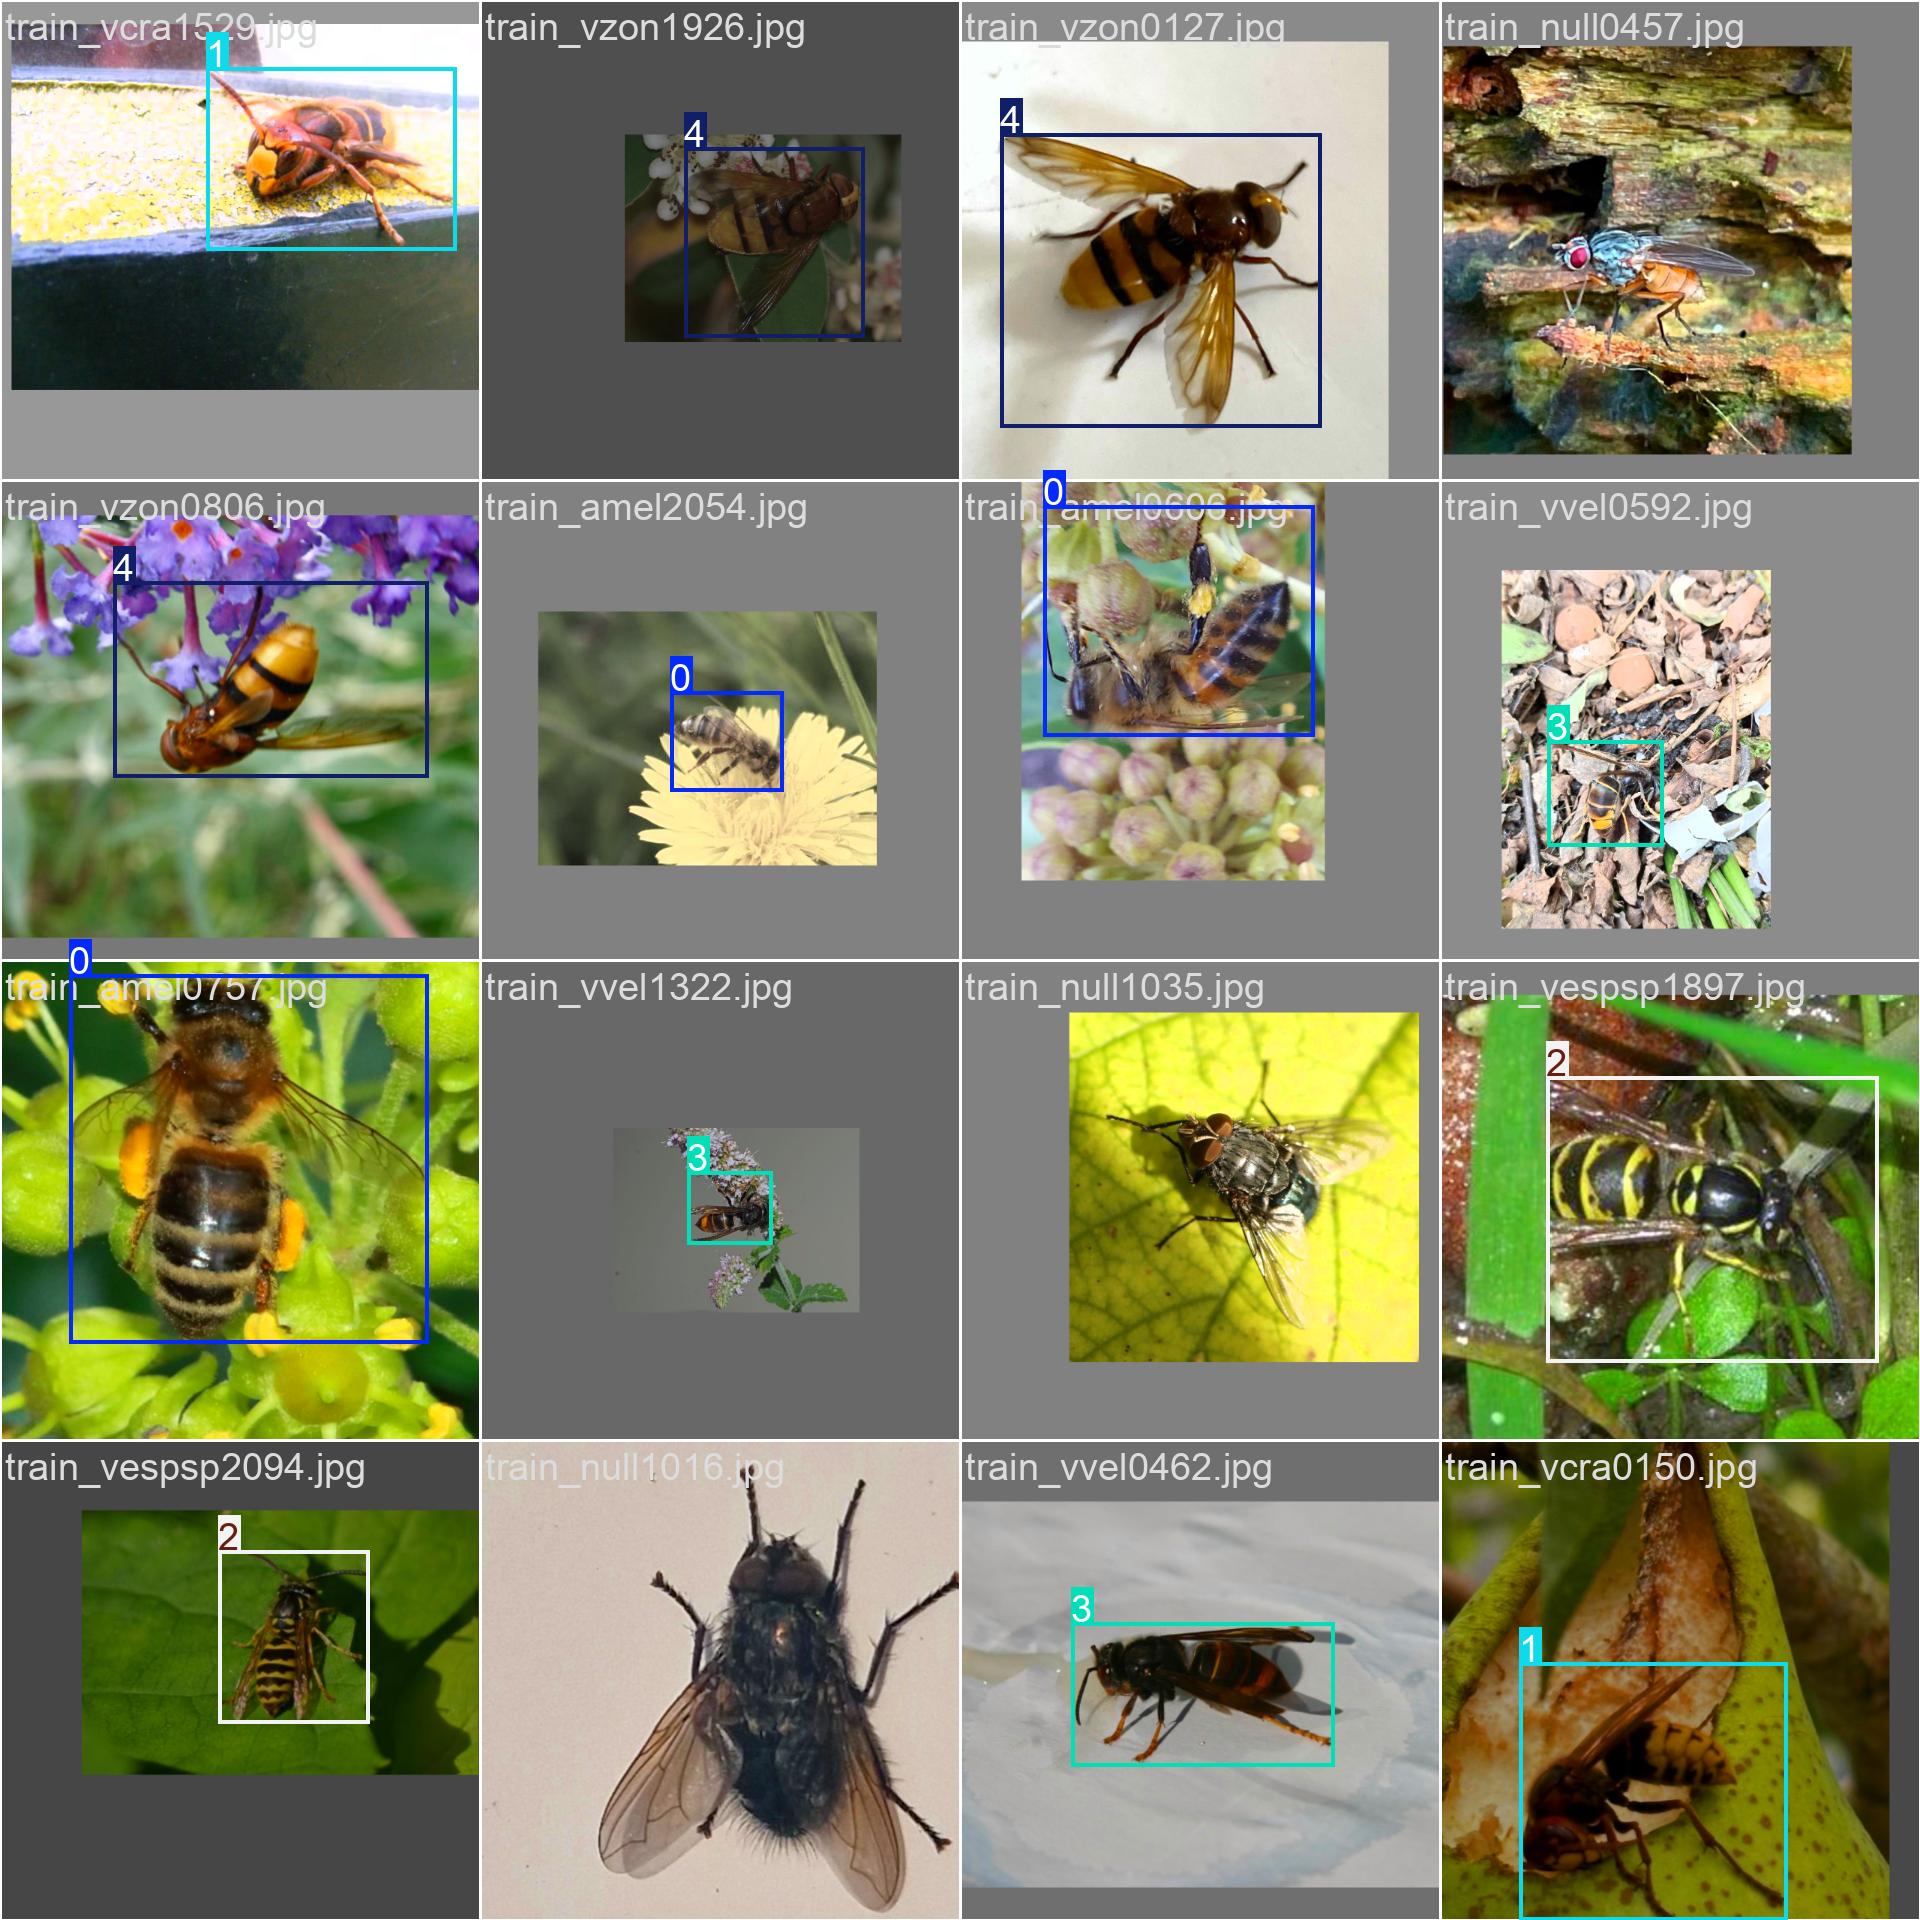 train_vcra1529.jpg
1
train_vzon1926.jpg
4
train_vzon0127.jpg
4
train_null0457.jpg
train_vzon0806.jpg
4
train_amel2054.jpg
0
train_amel0606.jpg
0
train_vvel0592.jpg
3
train_amel0757.jpg
0
train_vvel1322.jpg
3
train_null1035.jpg
train_vespsp1897.jpg
2
train_vespsp2094.jpg
2
train_null1016.jpg
train_vvel0462.jpg
3
train_vcra0150.jpg
1